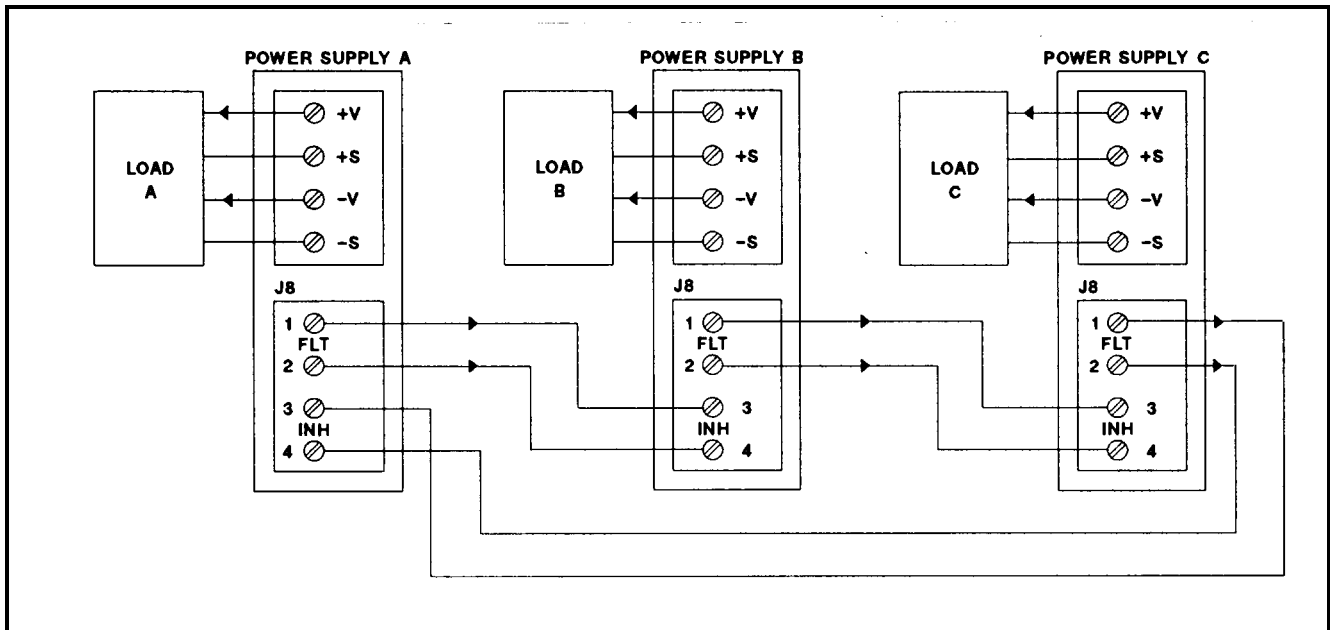 POWER SUPPLY A
POWER SUPPLY B
POWER SUPPLY C
LOAD
A
+V
+S
-V
-S
LOAD
B
+V
+S
-V
-S
LOAD
C
+V
+S
-V
-S
J8
1
FLT
2
3
INH
4
J8
1
FLT
2
3
INH
4
J8
1
FLT
2
3
INH
4